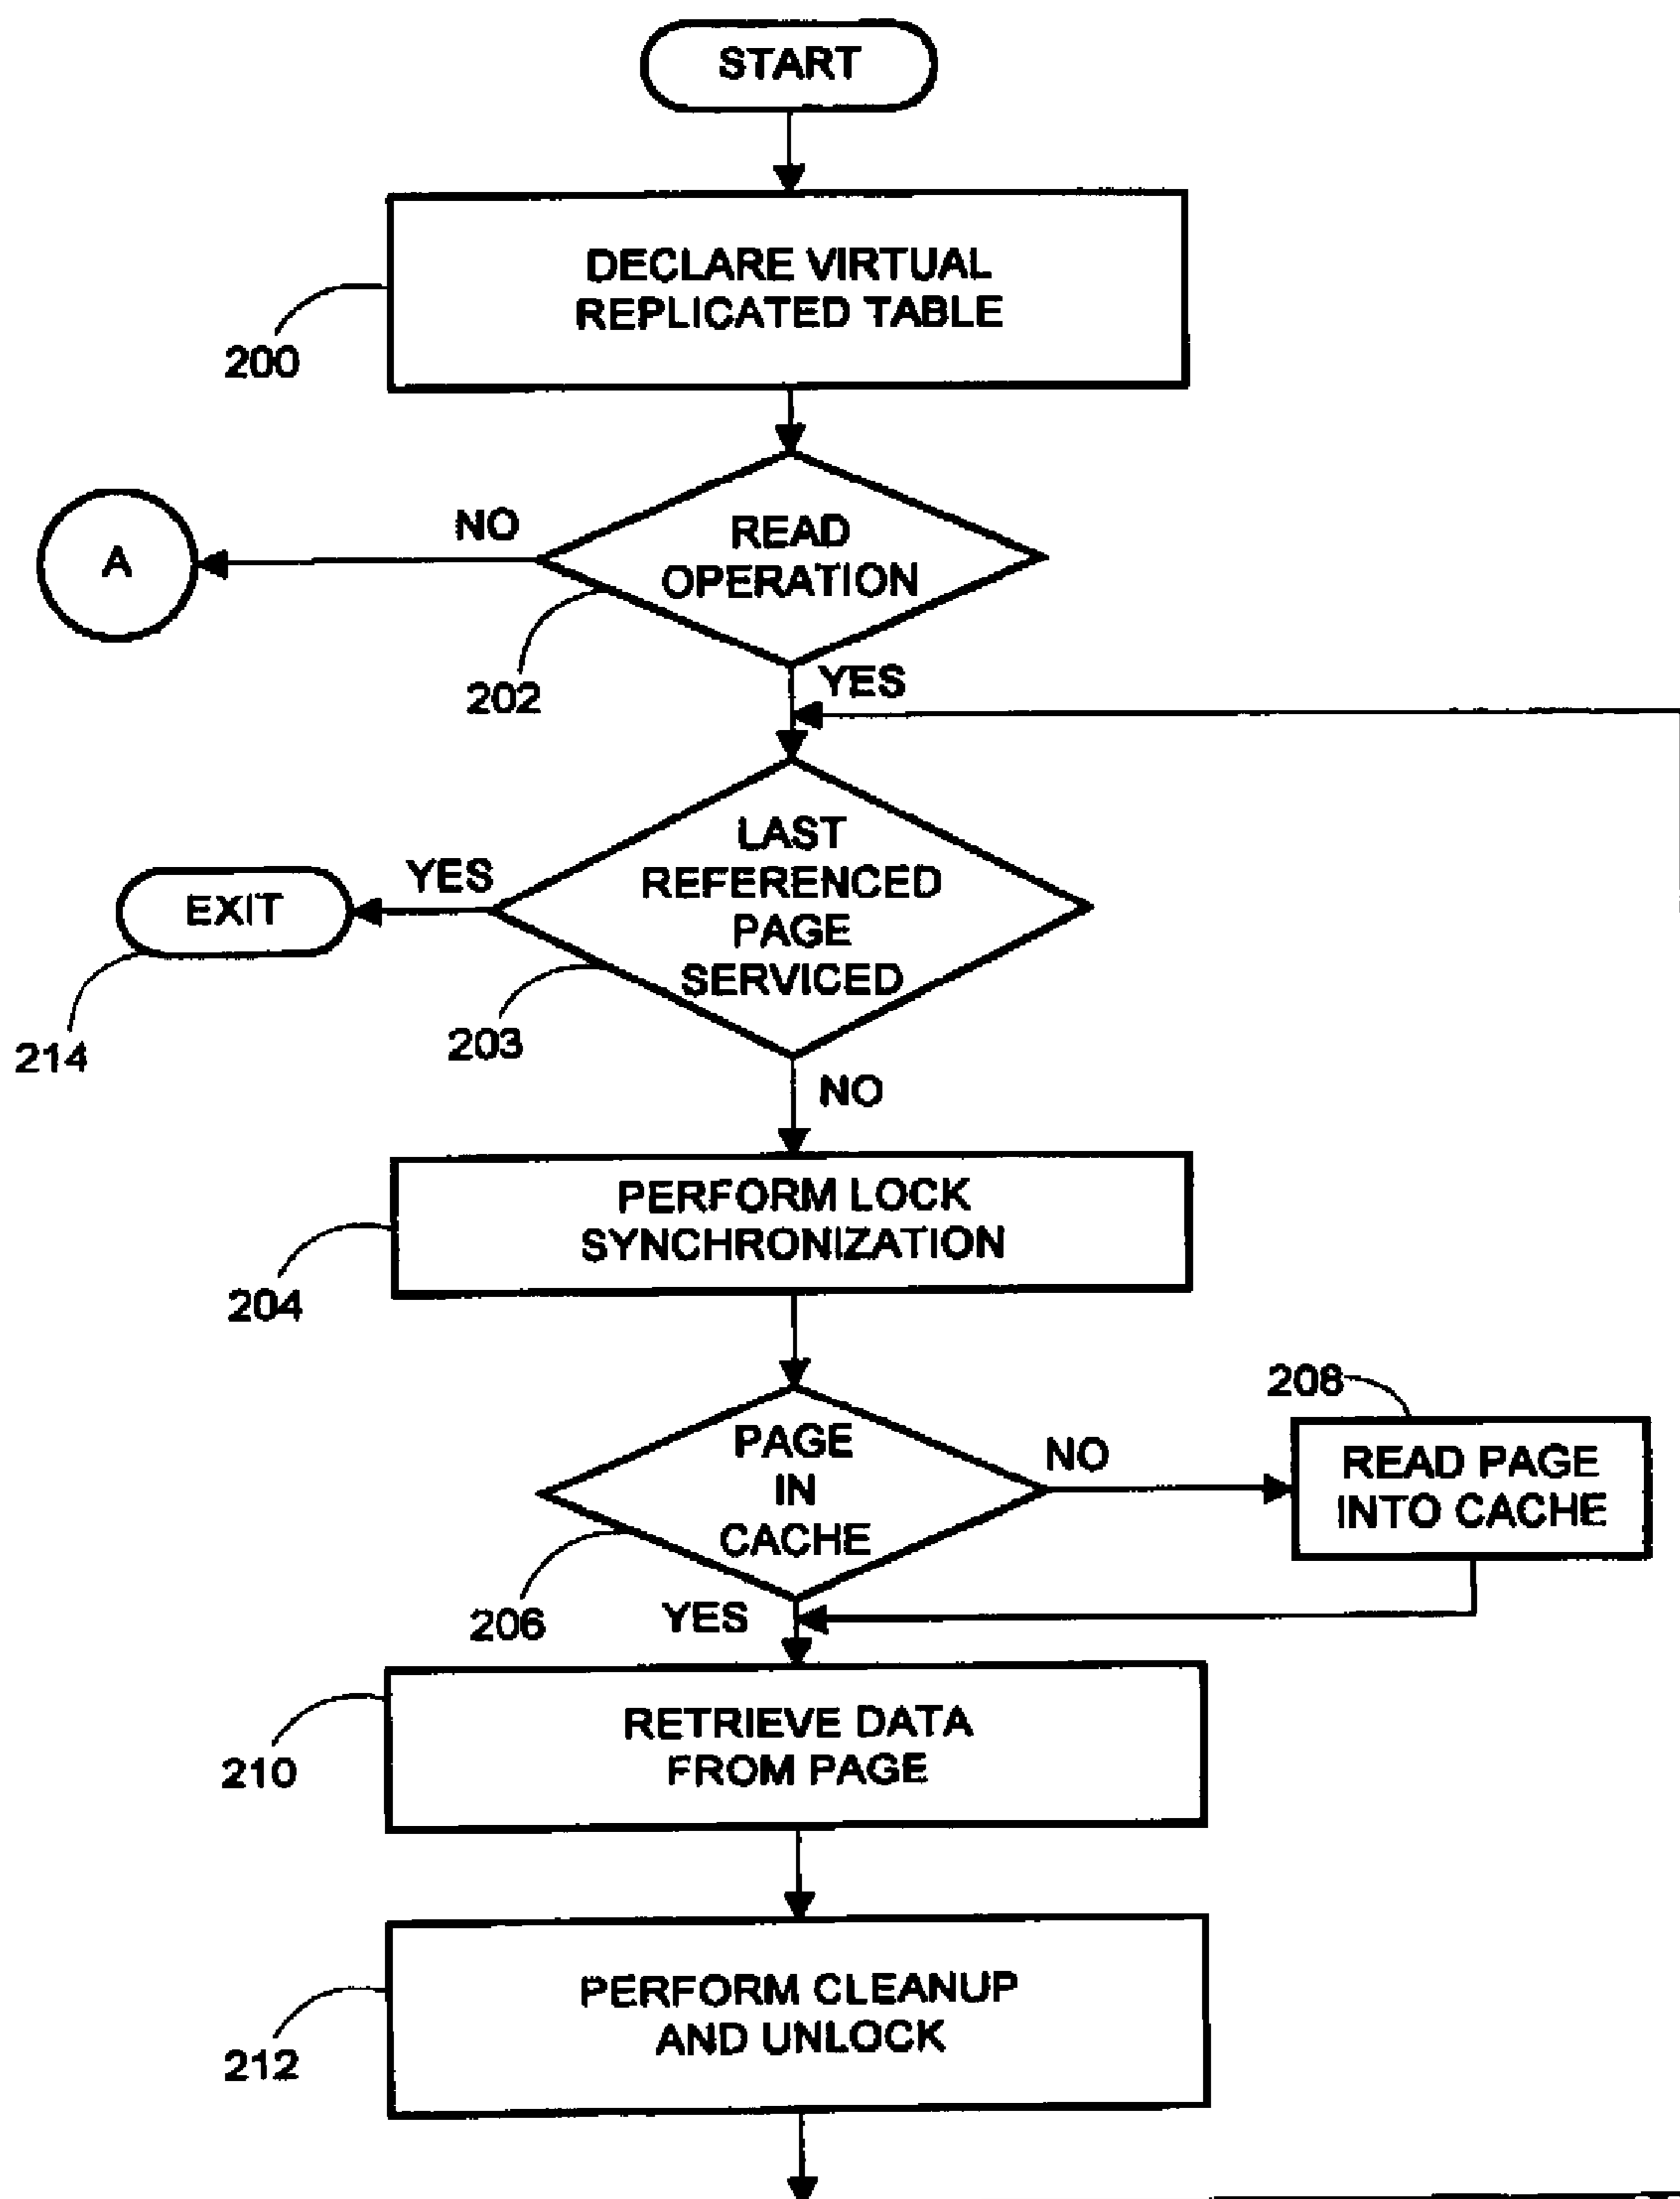 START
DECLARE VIRTUAL
REPLICATED TABLE
200
NO
READ
OPERATION
A
202
YES
LAST
REFERENCED
PAGE
SERVICED
YES
EXIT
203
214
NO
PERFORM LOCK
SYNCHRONIZATION
204
208
PAGE
IN
CACHE
NO
READ PAGE
INTO CACHE
206
YES
RETRIEVE DATA
FROM PAGE
210
PERFORM CLEANUP
AND UNLOCK
212